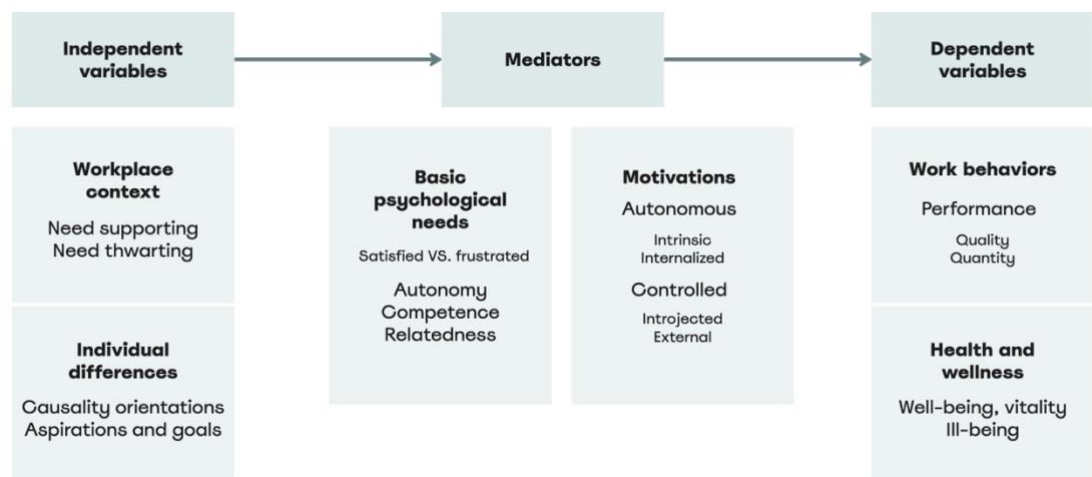 Independent
variables
Mediators
Dependent
variables
Workplace
context
Need supporting
Need thwarting
Individual
differences
Causality orientations
Aspirations and goals
Basic
psychological
needs
Satisfied VS. frustrated
Autonomy
Competence
Relatedness
Motivations
Autonomous
Intrinsic
Internalized
Controlled
Introjected
External
Work behaviors
Performance
Quality
Quantity
Health and
wellness
Well-being, vitality
Ill-being